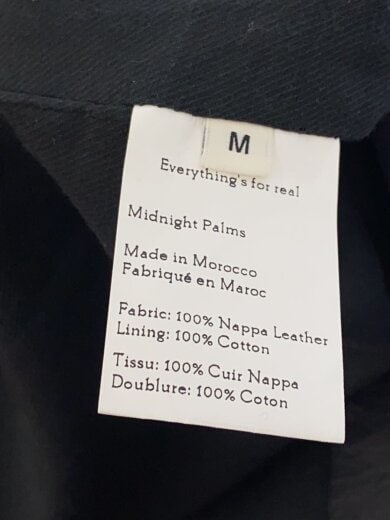 M
Everything's for real
Midnight Palms
Made in Morocco
Fabriqué en Maroc
Fabric: 100% Nappa Leather
Lining: 100% Cotton
Tissu: 100% Cuir Nappa
Doublure: 100% Coton